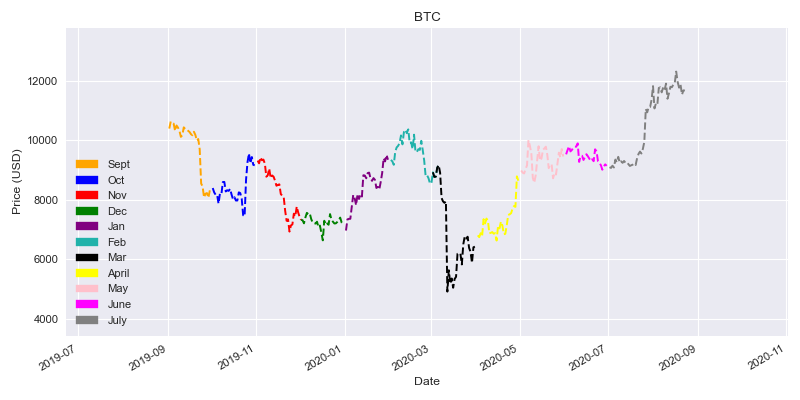 BTC
Price (USD)
12000
10000
8000
6000
4000
Sept
Oct
Nov
Dec
Jan
Feb
Mar
April
May
June
July
2019-07
2019-09
2019-11
2020-01
2020-03
2020-05
2020-07
2020-09
2020-11
Date